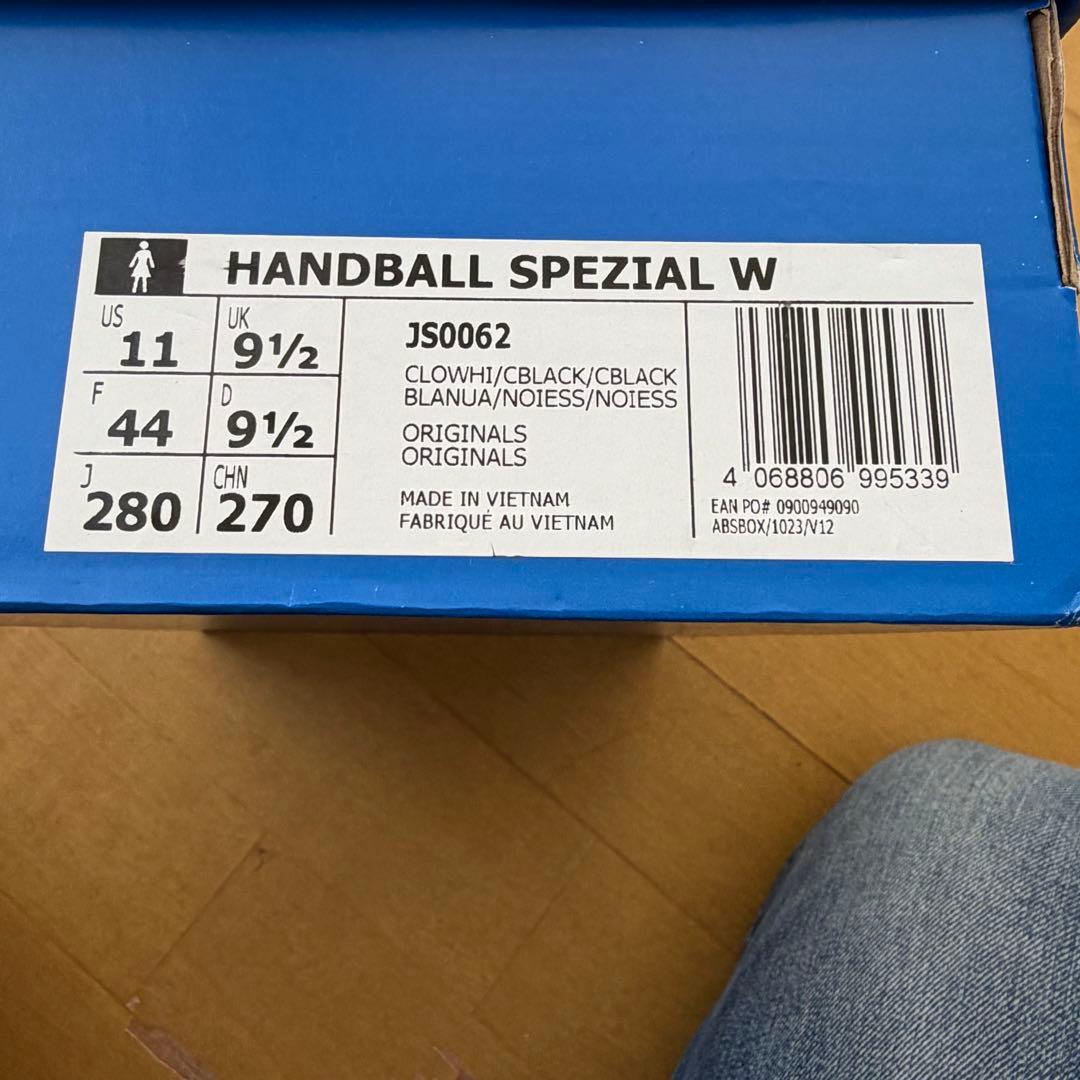 HANDBALL SPEZIAL W
US 11
UK 9½
F 44
D 9½
J 280
CHN 270
JS0062
CLOWHI/CBLACK/CBLACK
BLANUA/NOIESS/NOIESS
ORIGINALS
ORIGINALS
MADE IN VIETNAM
FABRIQUÉ AU VIETNAM
4 068806 995339
EAN PO# 0900949090
ABSBOX/1023/V12